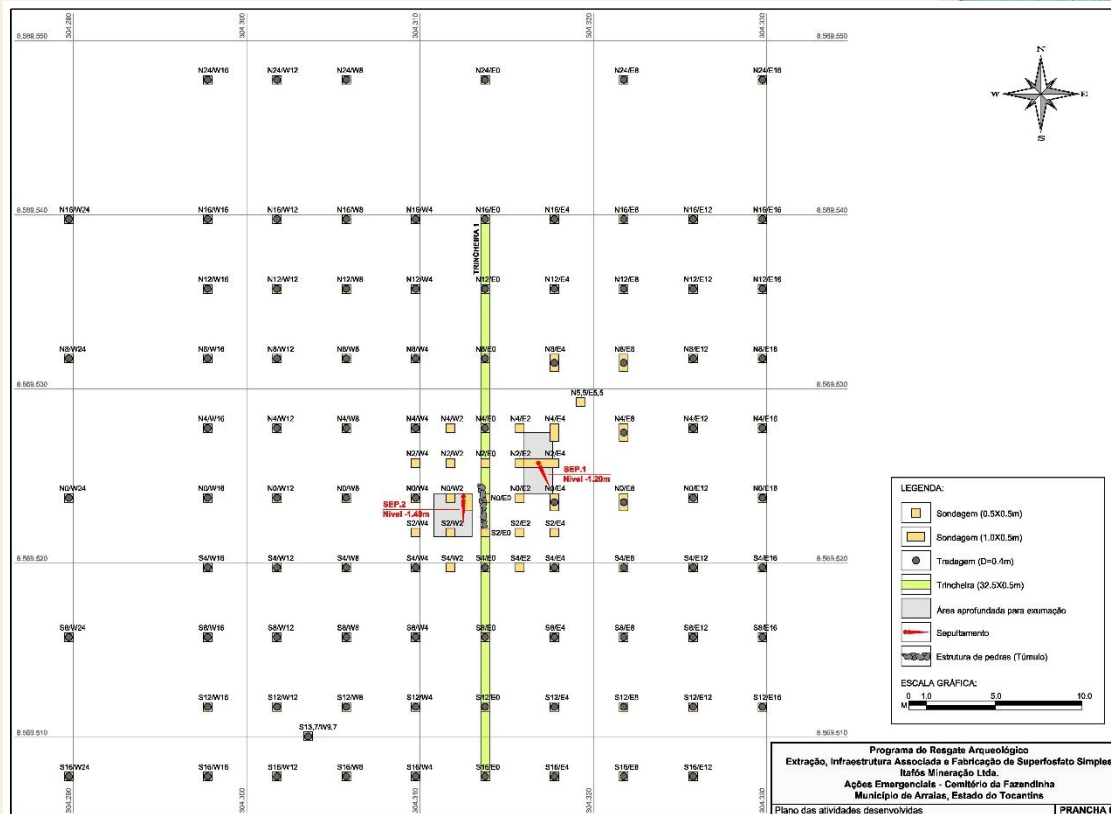 304.290 304.300 304.310 304.320 304.330
8.569.550 8.569.550
N24/W16 N24/W12 N24/W8 N24/E0 N24/E8 N24/E16
N
W E
S
8.569.540 8.569.540
N16/W24 N16/W16 N16/W12 N16/W8 N16/W4 N16/E0 N16/E4 N16/E8 N16/E12 N16/E16
TRINCHEIRA 1
N12/W16 N12/W12 N12/W8 N12/W4 N12/E0 N12/E4 N12/E8 N12/E12 N12/E16
N8/W24 N8/W16 N8/W12 N8/W8 N8/W4 N8/E0 N8/E4 N8/E8 N8/E12 N8/E16
8.569.530 8.569.530
N5,5/E5,5
N4/W16 N4/W12 N4/W8 N4/W4 N4/W2 N4/E0 N4/E2 N4/E4 N4/E8 N4/E12 N4/E16
N2/W4 N2/W2 N2/E0 N2/E2 N2/E4
SEP.1
Nível -1.20m
N0/W24 N0/W16 N0/W12 N0/W8 N0/W4 N0/W2 N0/E0 N0/E2 N0/E4 N0/E8 N0/E12 N0/E16
SEP.2
Nível -1.40m
S2/W4 S2/W2 S2/E0 S2/E2 S2/E4
8.569.520 8.569.520
S4/W16 S4/W12 S4/W8 S4/W4 S4/W2 S4/E0 S4/E2 S4/E4 S4/E8 S4/E12 S4/E16
S8/W24 S8/W16 S8/W12 S8/W8 S8/W4 S8/E0 S8/E4 S8/E8 S8/E12 S8/E16
S12/W16 S12/W12 S12/W8 S12/W4 S12/E0 S12/E4 S12/E8 S12/E12 S12/E16
S13,7/W9,7
8.569.510 8.569.510
S16/W24 S16/W16 S16/W12 S16/W8 S16/W4 S16/E0 S16/E4 S16/E8 S16/E12
304.290 304.300 304.310 304.320 304.330
LEGENDA:
Sondagem (0.5X0.5m)
Sondagem (1.0X0.5m)
Tradagem (D=0.4m)
Trincheira (32.5X0.5m)
Área aprofundada para exumação
Sepultamento
Estrutura de pedras (Túmulo)
ESCALA GRÁFICA:
0 1.0 5.0 10.0
M
Programa de Resgate Arqueológico
Extração, Infraestrutura Associada e Fabricação de Superfosfato Simples
Itafós Mineração Ltda.
Ações Emergenciais - Cemitério da Fazendinha
Município de Arraias, Estado do Tocantins
Plano das atividades desenvolvidas PRANCHA